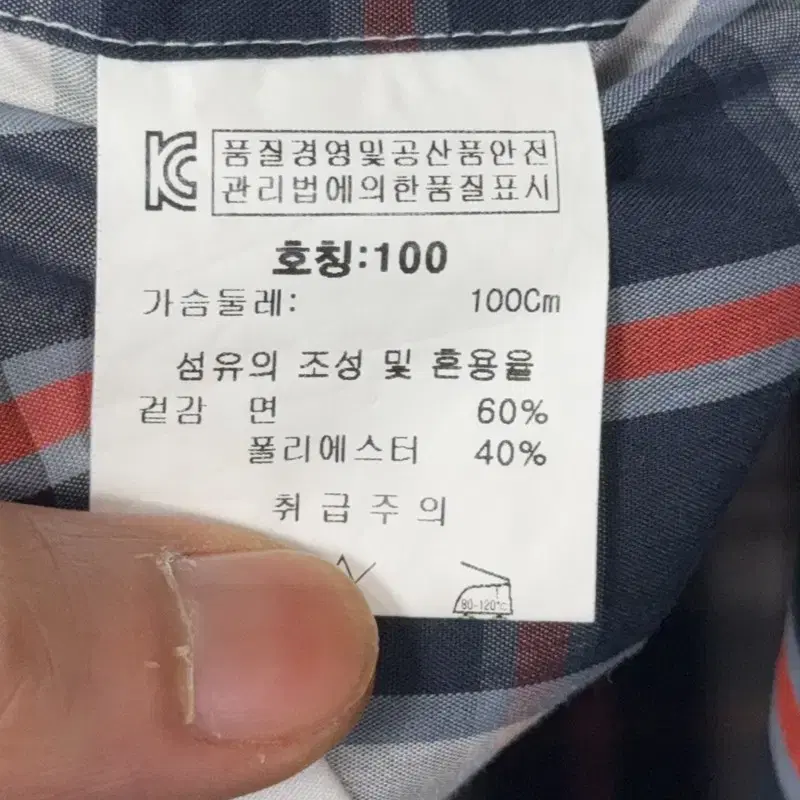 KC 품질경영및공산품안전
관리법에의한품질표시
호칭:100
가슴둘레: 100Cm
섬유의 조성 및 혼용율
겉감 면 60%
폴리에스터 40%
취급주의
80-120℃